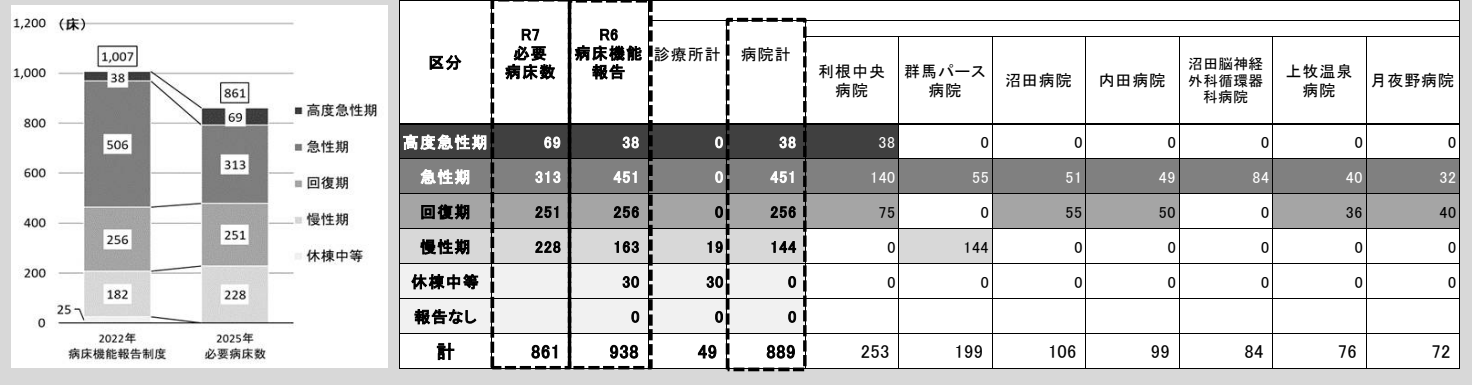 1,200
(床)
1,007
1,000
38
861
69
高度急性期
800
506
313
急性期
600
回復期
400
256
251
慢性期
休棟中等
200
182
228
25
0
2022年
病床機能報告制度
2025年
必要病床数
区分
R7
必要
病床数
R6
病床機能
報告
診療所計
病院計
利根中央
病院
群馬パース
病院
沼田病院
内田病院
沼田脳神経
外科循環器
科病院
上牧温泉
病院
月夜野病院
高度急性期 69 38 0 38 38 0 0 0 0 0 0
急性期 313 451 0 451 140 55 51 49 84 40 32
回復期 251 256 0 256 75 0 55 50 0 36 40
慢性期 228 163 19 144 0 144 0 0 0 0 0
休棟中等 30 30 0 0 0 0 0 0 0 0
報告なし 0 0 0
計 861 938 49 889 253 199 106 99 84 76 72